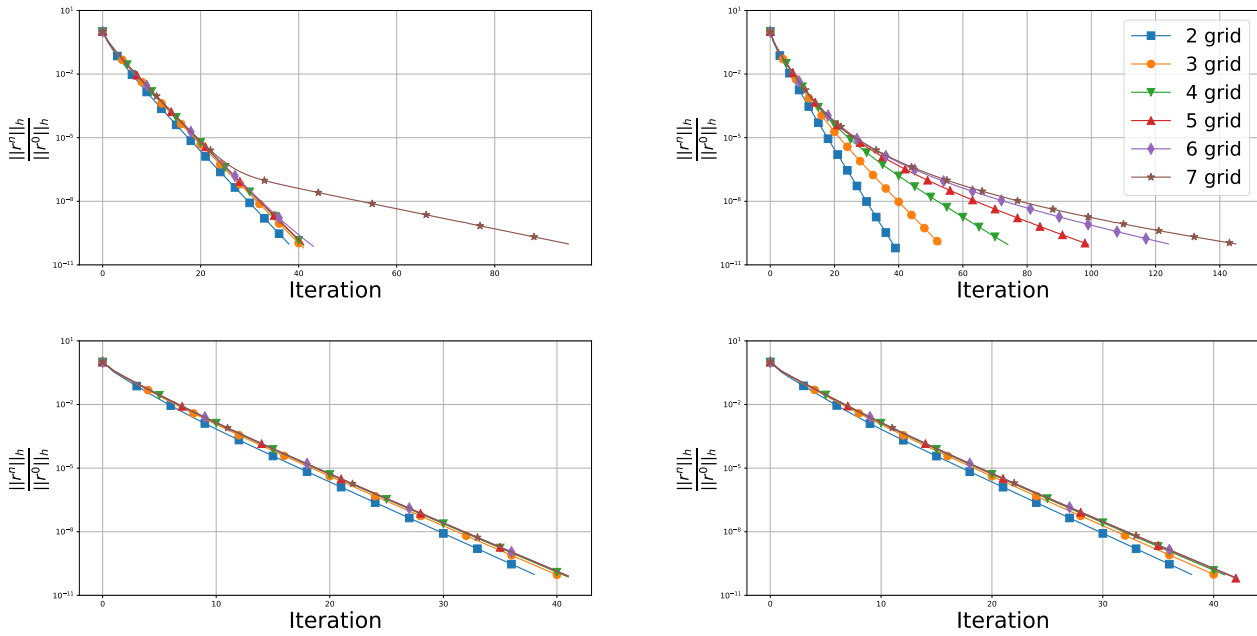 10^1
10^-2
10^-5
10^-8
10^-11
||r^n||_h
||r^0||_h
0
20
40
60
80
Iteration
10^1
10^-2
10^-5
10^-8
10^-11
||r^n||_h
||r^0||_h
0
20
40
60
80
100
120
140
Iteration
2 grid
3 grid
4 grid
5 grid
6 grid
7 grid
10^1
10^-2
10^-5
10^-8
10^-11
||r^n||_h
||r^0||_h
0
10
20
30
40
Iteration
10^1
10^-2
10^-5
10^-8
10^-11
||r^n||_h
||r^0||_h
0
10
20
30
40
Iteration